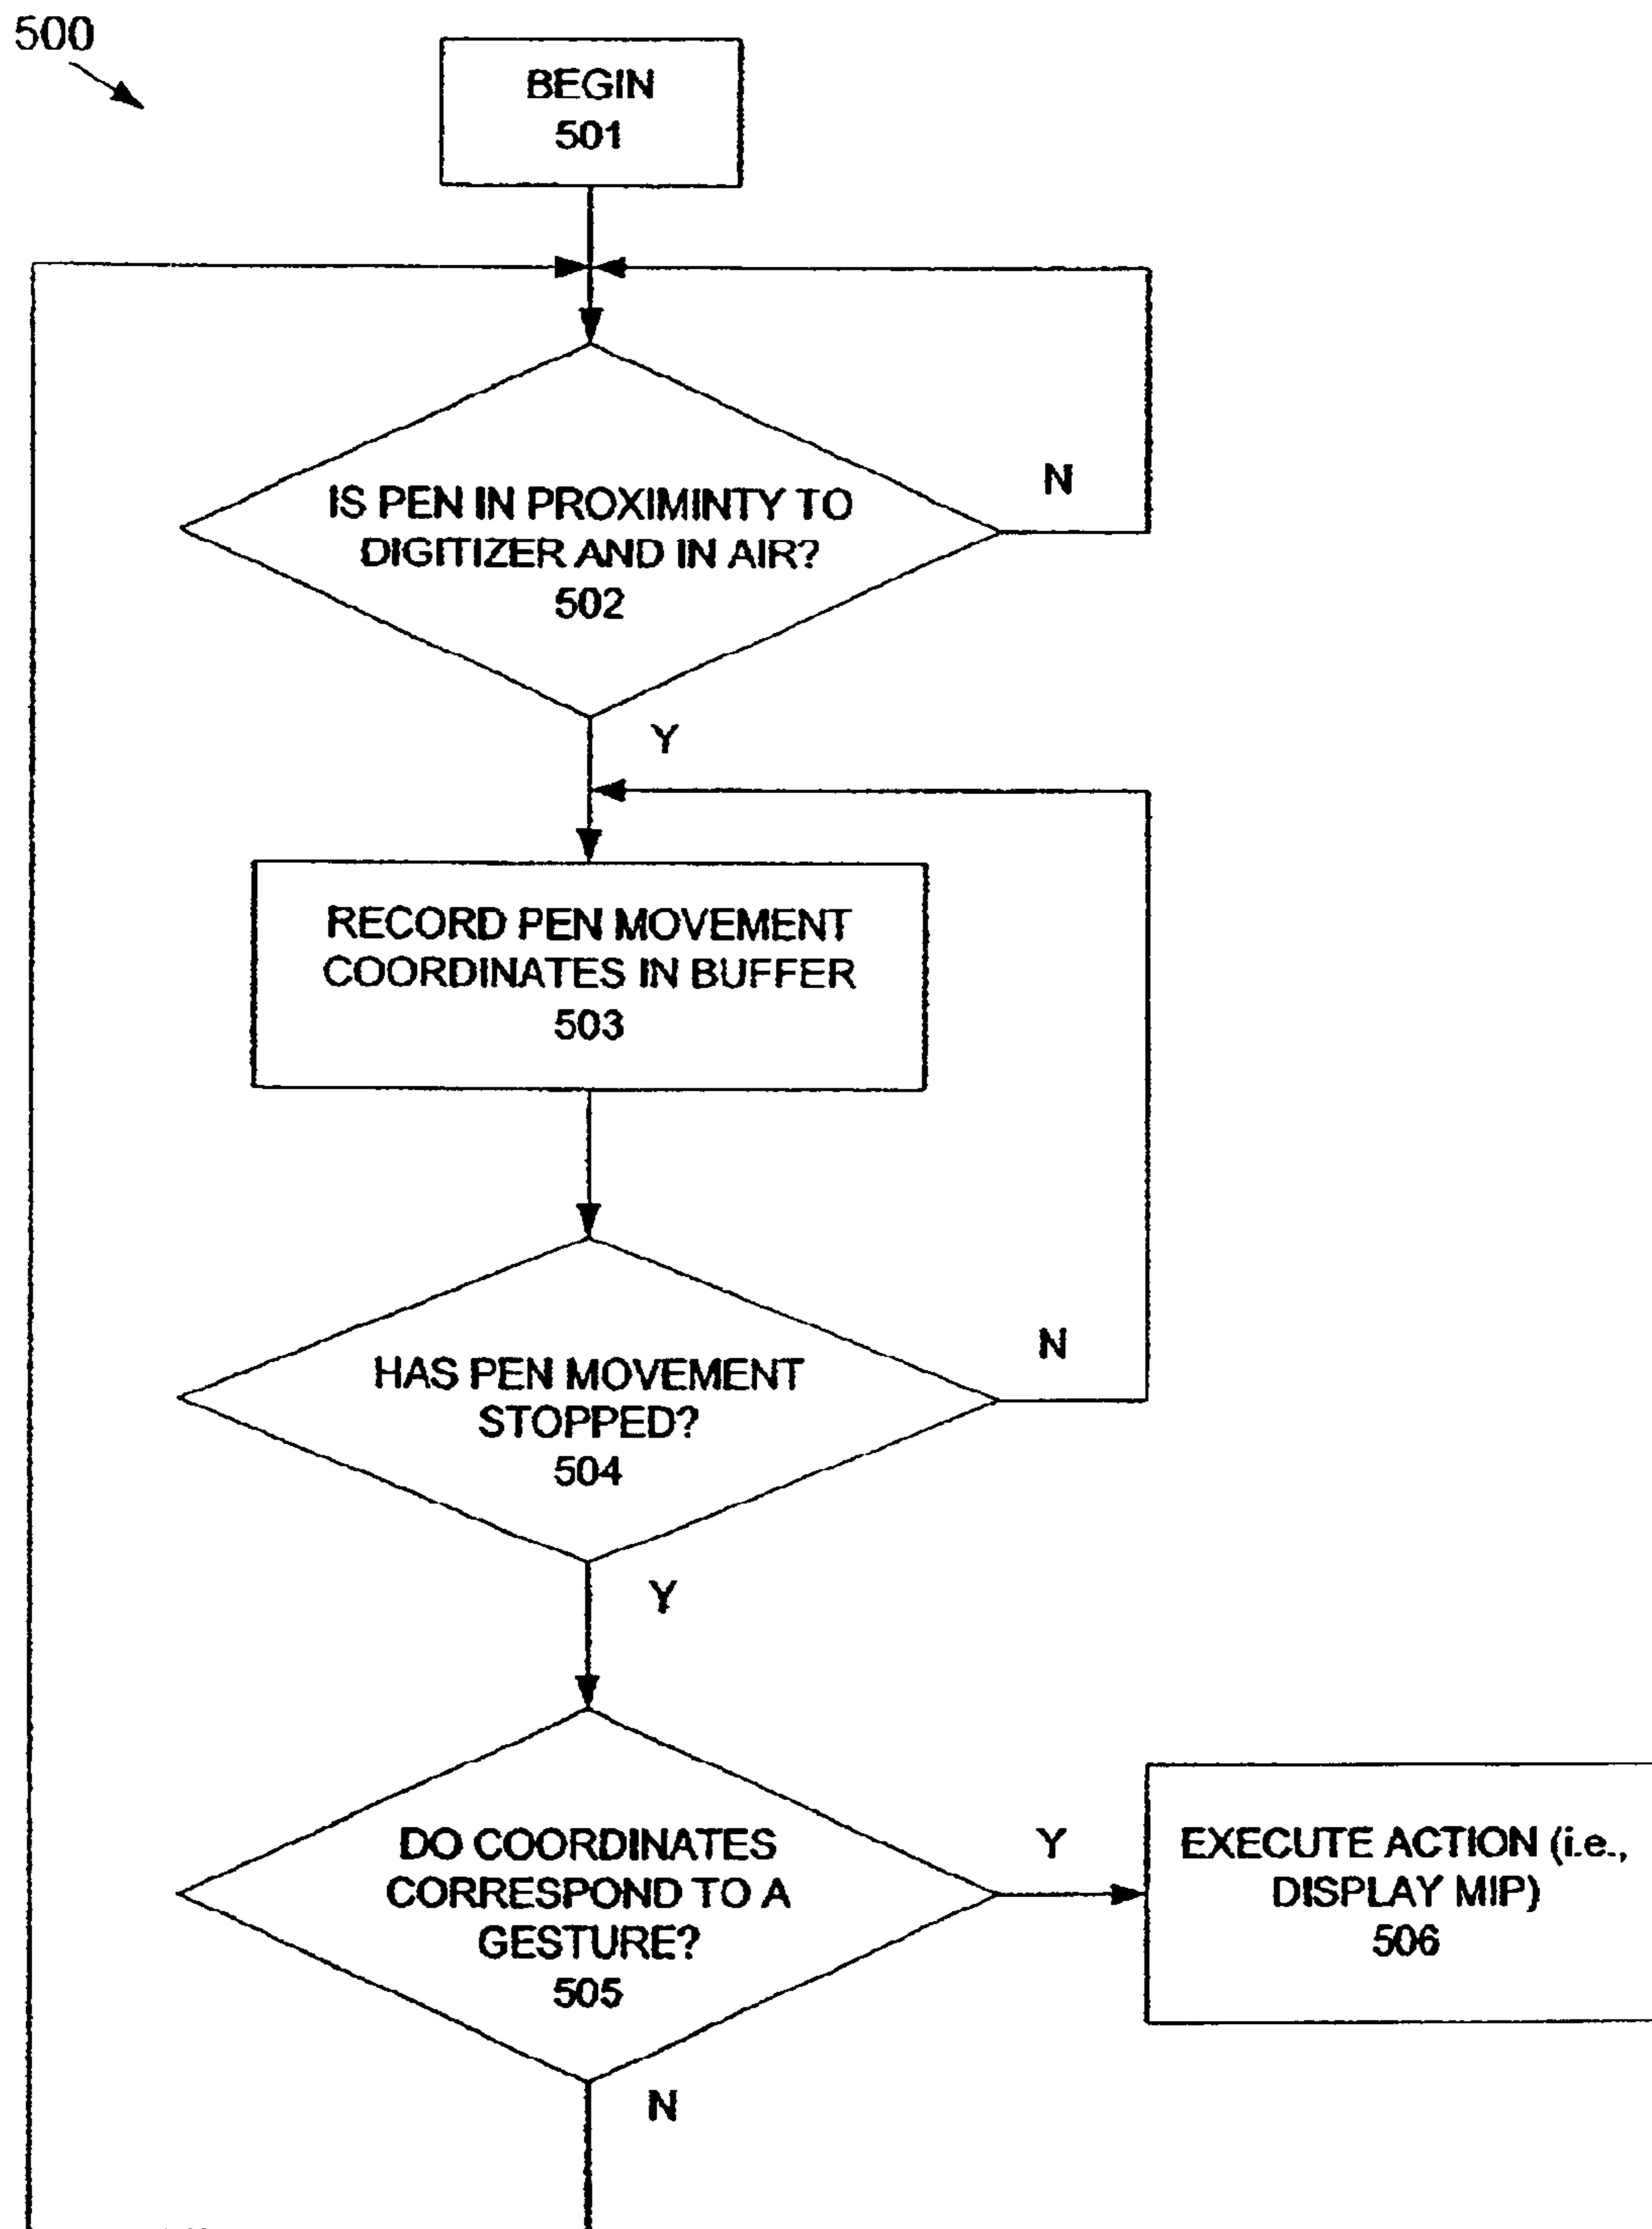 500
BEGIN
501
IS PEN IN PROXIMINTY TO
DIGITIZER AND IN AIR?
502
N
Y
RECORD PEN MOVEMENT
COORDINATES IN BUFFER
503
HAS PEN MOVEMENT
STOPPED?
504
N
Y
DO COORDINATES
CORRESPOND TO A
GESTURE?
505
Y
EXECUTE ACTION (i.e.,
DISPLAY MIP)
506
N